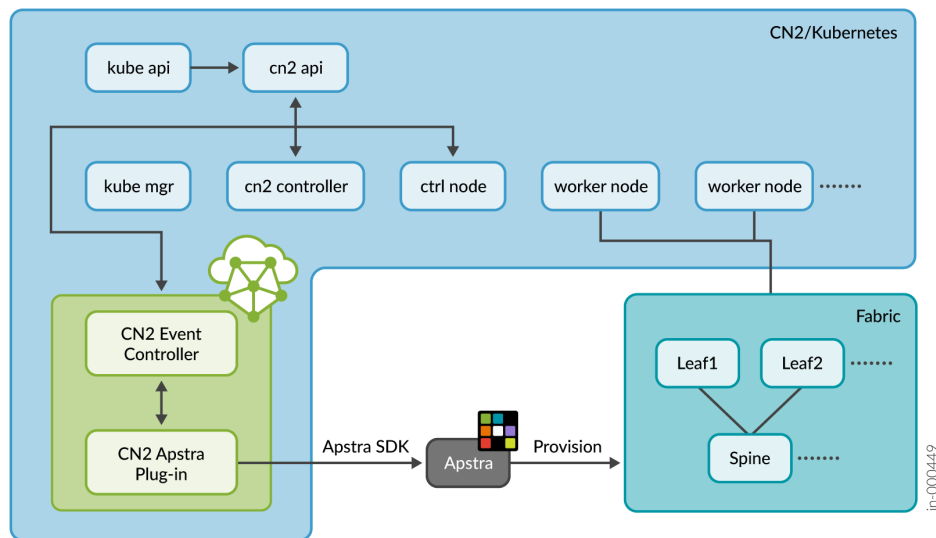 CN2/Kubernetes
kube api
cn2 api
kube mgr
cn2 controller
ctrl node
worker node
worker node
CN2 Event
Controller
CN2 Apstra
Plug-in
Apstra SDK
Apstra
Provision
Fabric
Leaf1
Leaf2
Spine
jn-000449